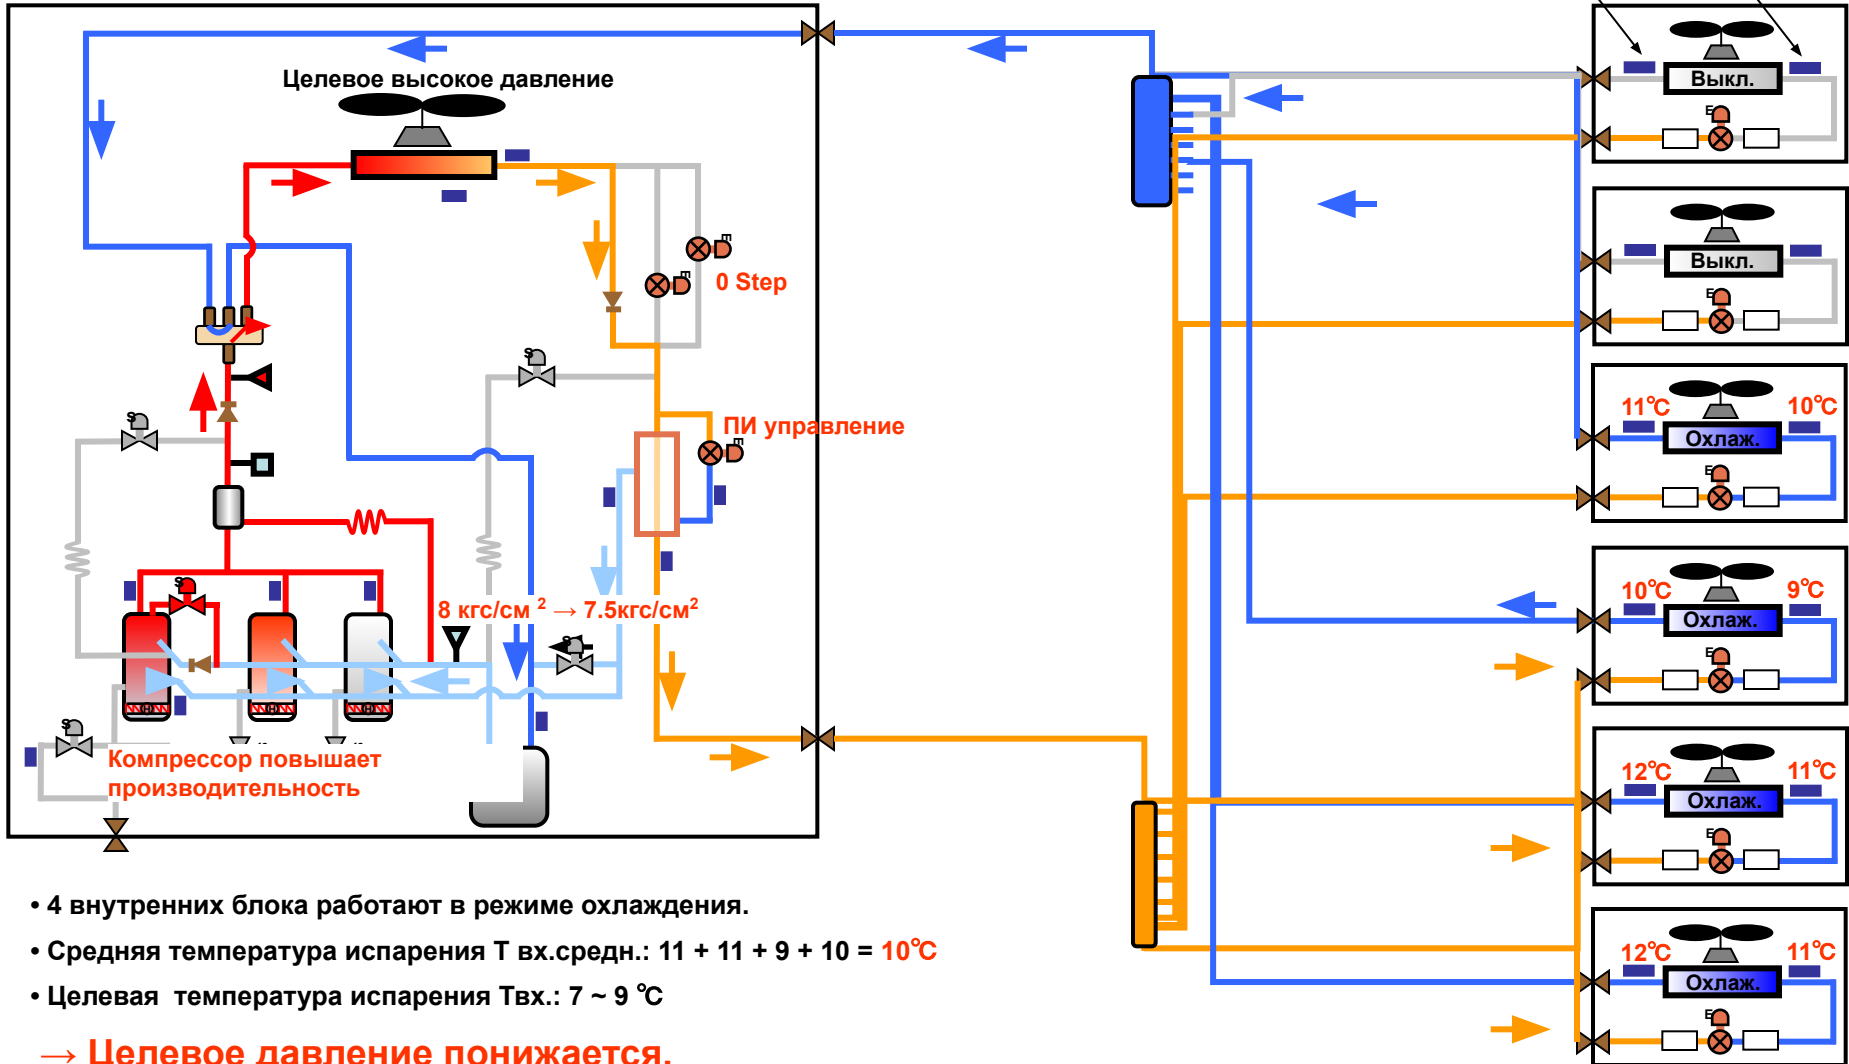 Целевое высокое давление
Выкл.
E
0 Step
E
E
Выкл.
E
S
S
ПИ управление
E
11℃
10℃
Охлаж.
E
S
8 кгс/см 2 → 7.5кгс/см2
S
10℃
9℃
Охлаж.
E
S
Компрессор повышает
производительность
12℃
11℃
Охлаж.
E
12℃
11℃
Охлаж.
E
• 4 внутренних блока работают в режиме охлаждения.
• Средняя температура испарения Т вх.средн.: 11 + 11 + 9 + 10 = 10℃
• Целевая температура испарения Твх.: 7 ~ 9 ℃
→ Целевое давление понижается.